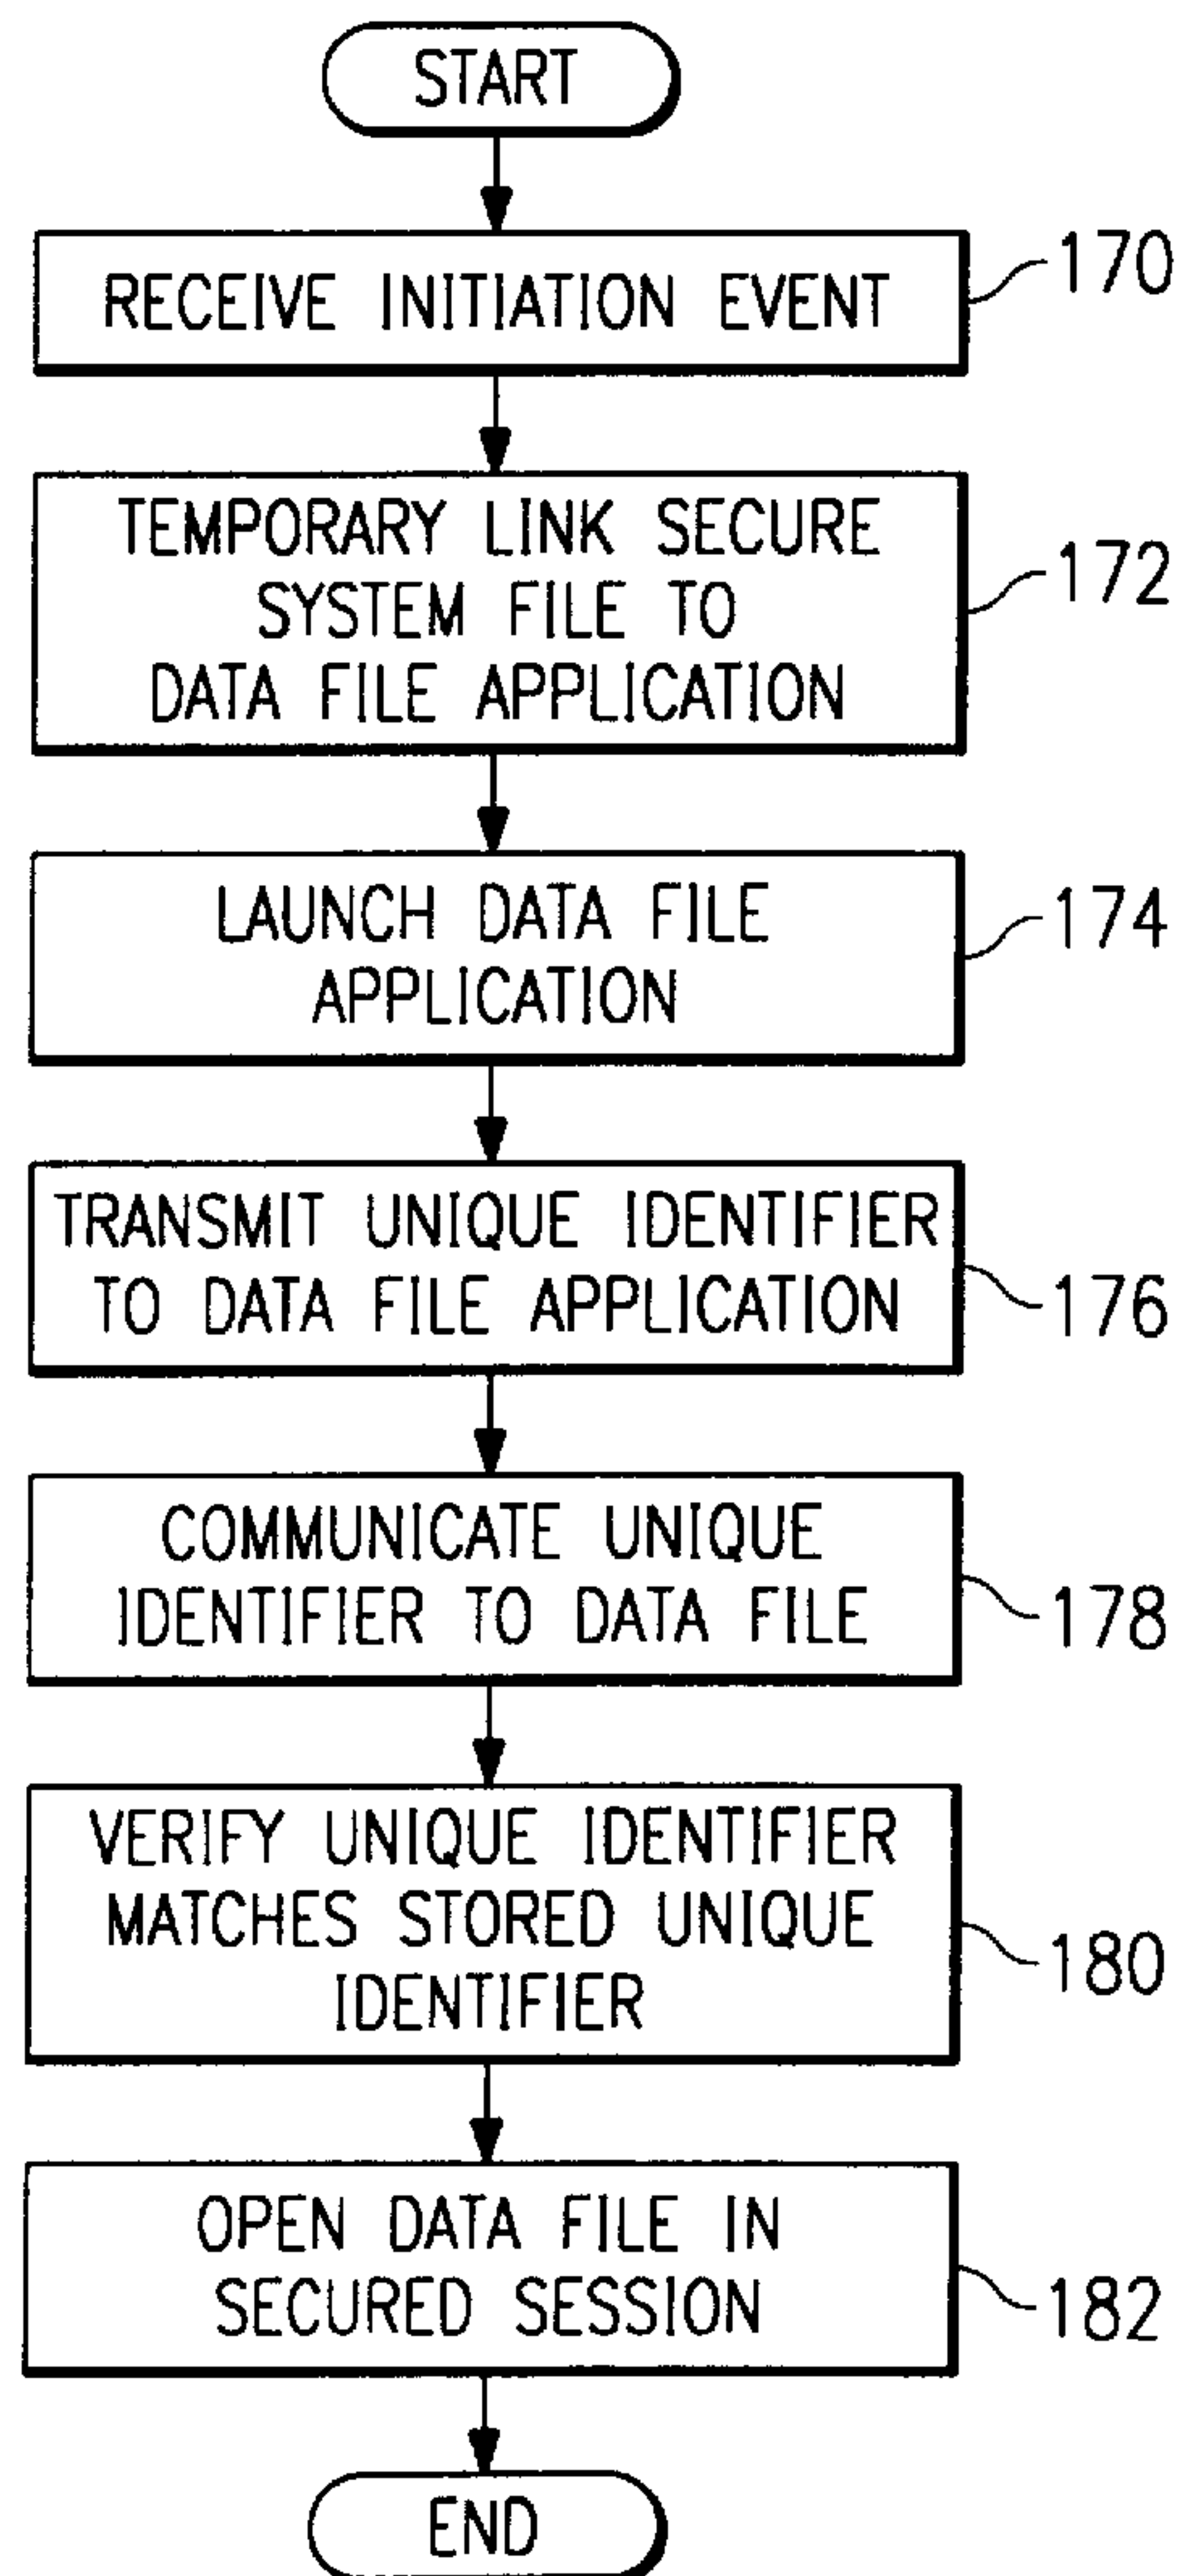 START
RECEIVE INITIATION EVENT
170
TEMPORARY LINK SECURE
SYSTEM FILE TO
DATA FILE APPLICATION
172
LAUNCH DATA FILE
APPLICATION
174
TRANSMIT UNIQUE IDENTIFIER
TO DATA FILE APPLICATION
176
COMMUNICATE UNIQUE
IDENTIFIER TO DATA FILE
178
VERIFY UNIQUE IDENTIFIER
MATCHES STORED UNIQUE
IDENTIFIER
180
OPEN DATA FILE IN
SECURED SESSION
182
END